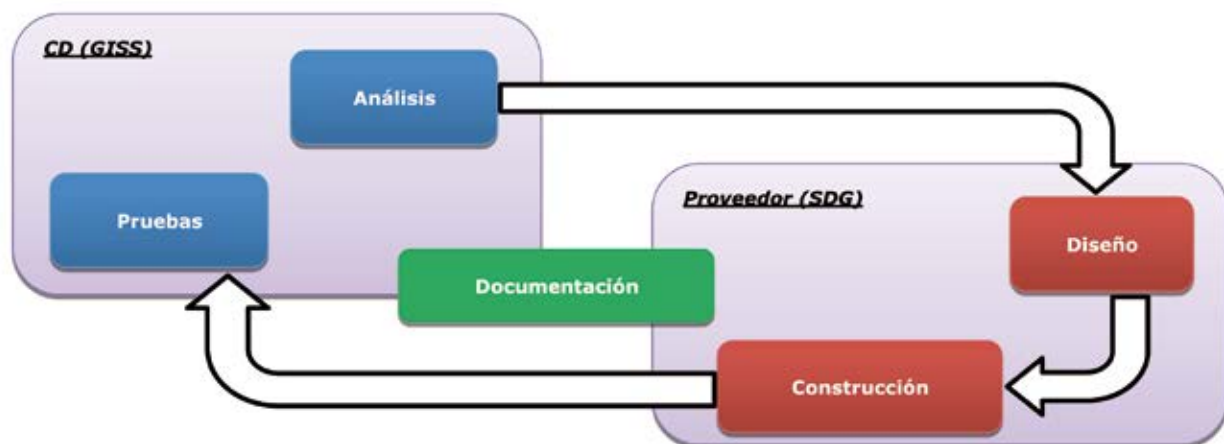 CD (GISS)
Análisis
Pruebas
Proveedor (SDG)
Diseño
Documentación
Construcción